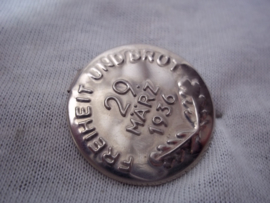 FREIHEIT UND BROT
29.
MÄRZ
1936